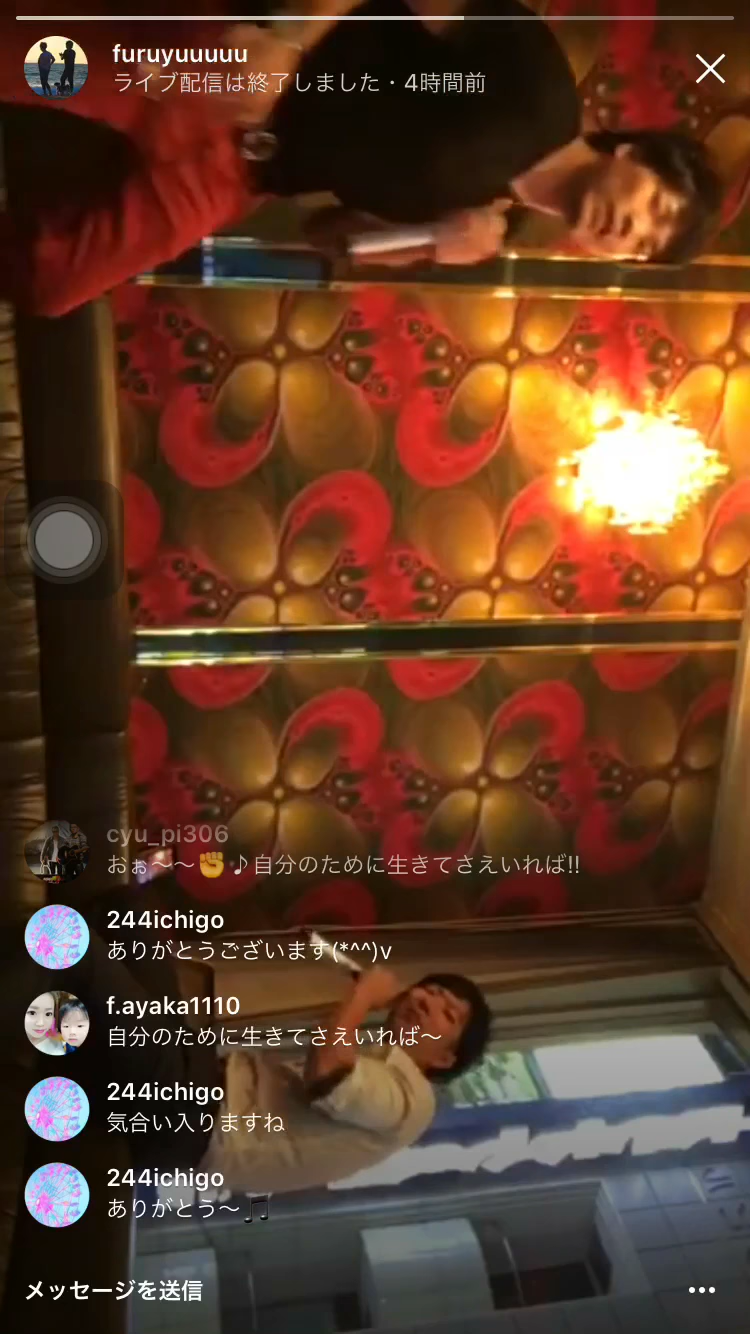 furuyuuuuu
ライブ配信は終了しました・4時間前
cyu_pi306
おぉ〜〜✊♪自分のために生きてさえいれば!!
244ichigo
ありがとうございます(*^^)v
f.ayaka1110
自分のために生きてさえいれば〜
244ichigo
気合い入りますね
244ichigo
ありがとう〜🎵
メッセージを送信